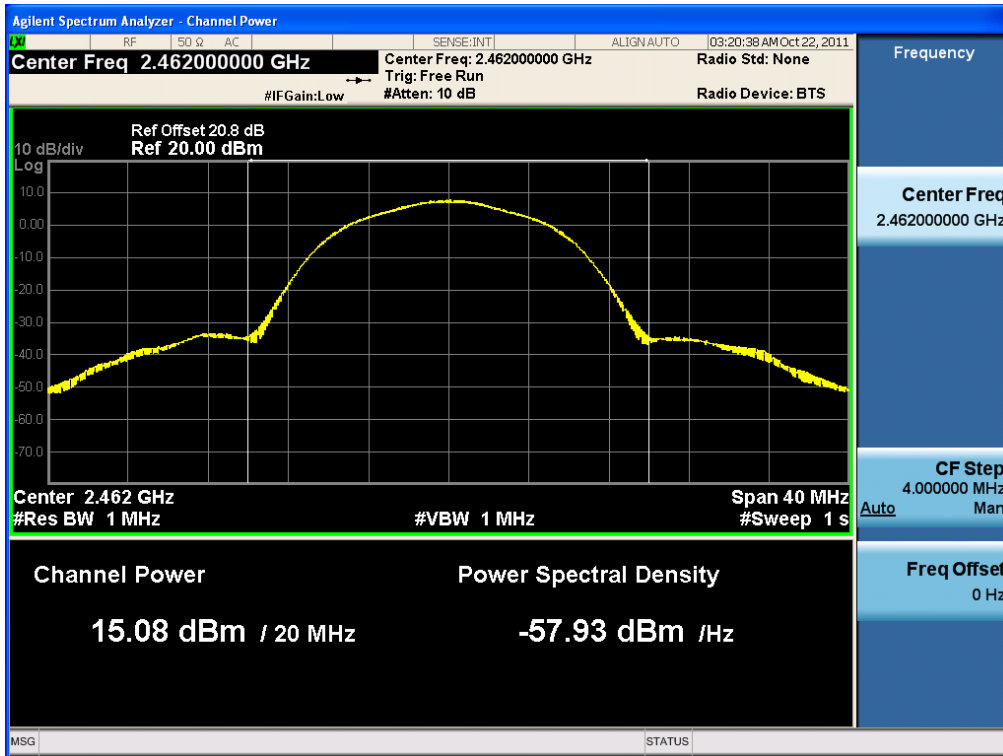 Agilent Spectrum Analyzer - Channel Power
LXI RF 50 Ω AC SENSE:INT ALIGN AUTO 03:20:38 AM Oct 22, 2011
Center Freq 2.462000000 GHz
Center Freq: 2.462000000 GHz Radio Std: None
Trig: Free Run
#IFGain:Low #Atten: 10 dB Radio Device: BTS
Ref Offset 20.8 dB
10 dB/div Ref 20.00 dBm
Log
10.0
0.00
-10.0
-20.0
-30.0
-40.0
-50.0
-60.0
-70.0
Center 2.462 GHz Span 40 MHz
#Res BW 1 MHz #VBW 1 MHz #Sweep 1 s
Channel Power Power Spectral Density
15.08 dBm / 20 MHz -57.93 dBm /Hz
MSG STATUS
Frequency
Center Freq
2.462000000 GHz
CF Step
4.000000 MHz
Auto Man
Freq Offset
0 Hz